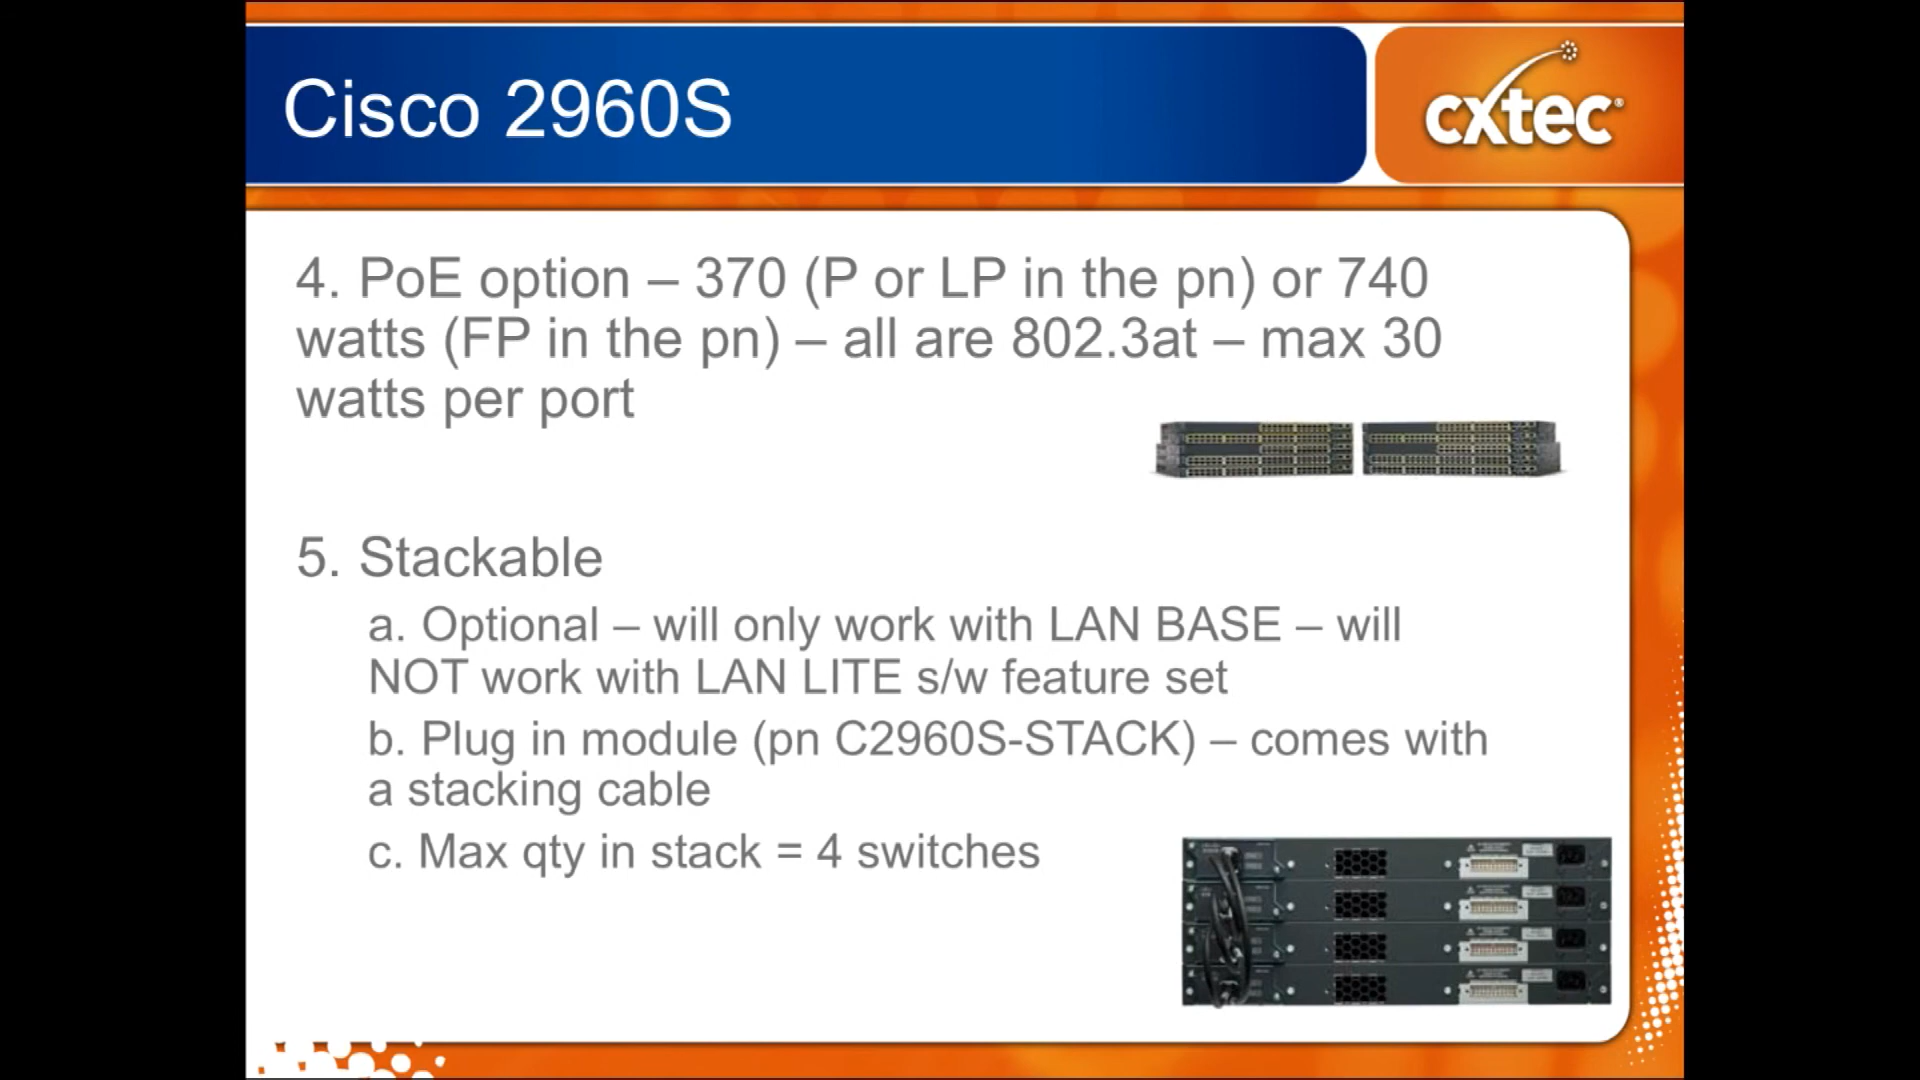 Cisco 2960S
cxtec
4. PoE option – 370 (P or LP in the pn) or 740
watts (FP in the pn) – all are 802.3at – max 30
watts per port
5. Stackable
a. Optional – will only work with LAN BASE – will
NOT work with LAN LITE s/w feature set
b. Plug in module (pn C2960S-STACK) – comes with
a stacking cable
c. Max qty in stack = 4 switches